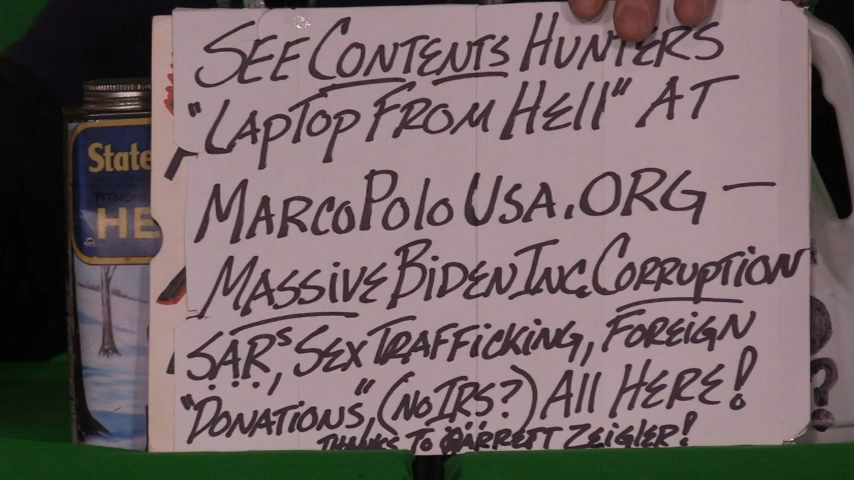 SEE CONTENTS HUNTERS
"LAPTOP FROM HELL" AT
MARCOPOLOUSA.ORG —
MASSIVE BIDEN INC. CORRUPTION
S.A.R.S, SEX TRAFFICKING, FOREIGN
"DONATIONS", (NO IRS?) ALL HERE!
THANKS TO GARRETT ZEIGLER!
State
PITHO
HE
?